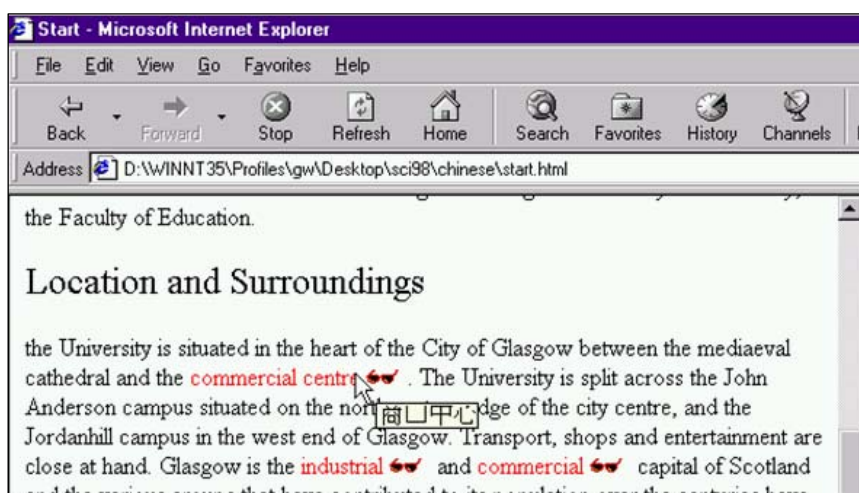 Start - Microsoft Internet Explorer
File Edit View Go Favorites Help
Back Forward Stop Refresh Home Search Favorites History Channels
Address D:\WINNT35\Profiles\gw\Desktop\sci98\chinese\start.html
the Faculty of Education.
Location and Surroundings
the University is situated in the heart of the City of Glasgow between the mediaeval
cathedral and the commercial centre . The University is split across the John
Anderson campus situated on the edge of the city centre, and the
中心
Jordanhill campus in the west end of Glasgow. Transport, shops and entertainment are
close at hand. Glasgow is the industrial and commercial capital of Scotland